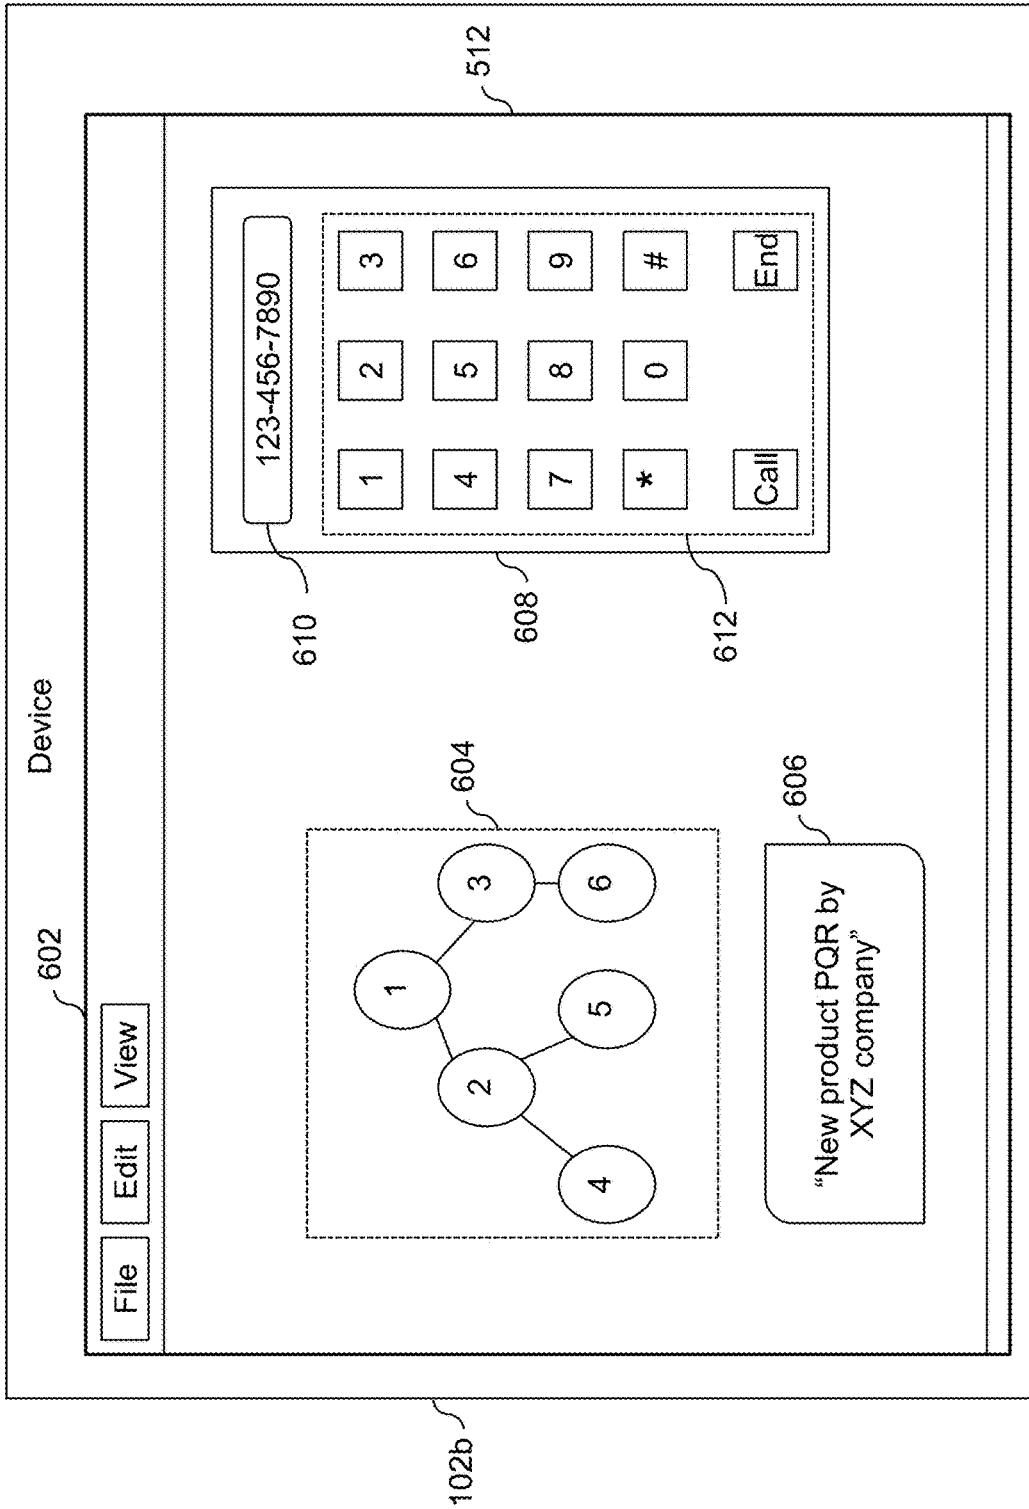 Device
602
File Edit View
512
123-456-7890
610
1 2 3
4 5 6
7 8 9
* 0 #
Call End
608
612
604
1
2 3
4 5 6
606
“New product PQR by
XYZ company”
102b